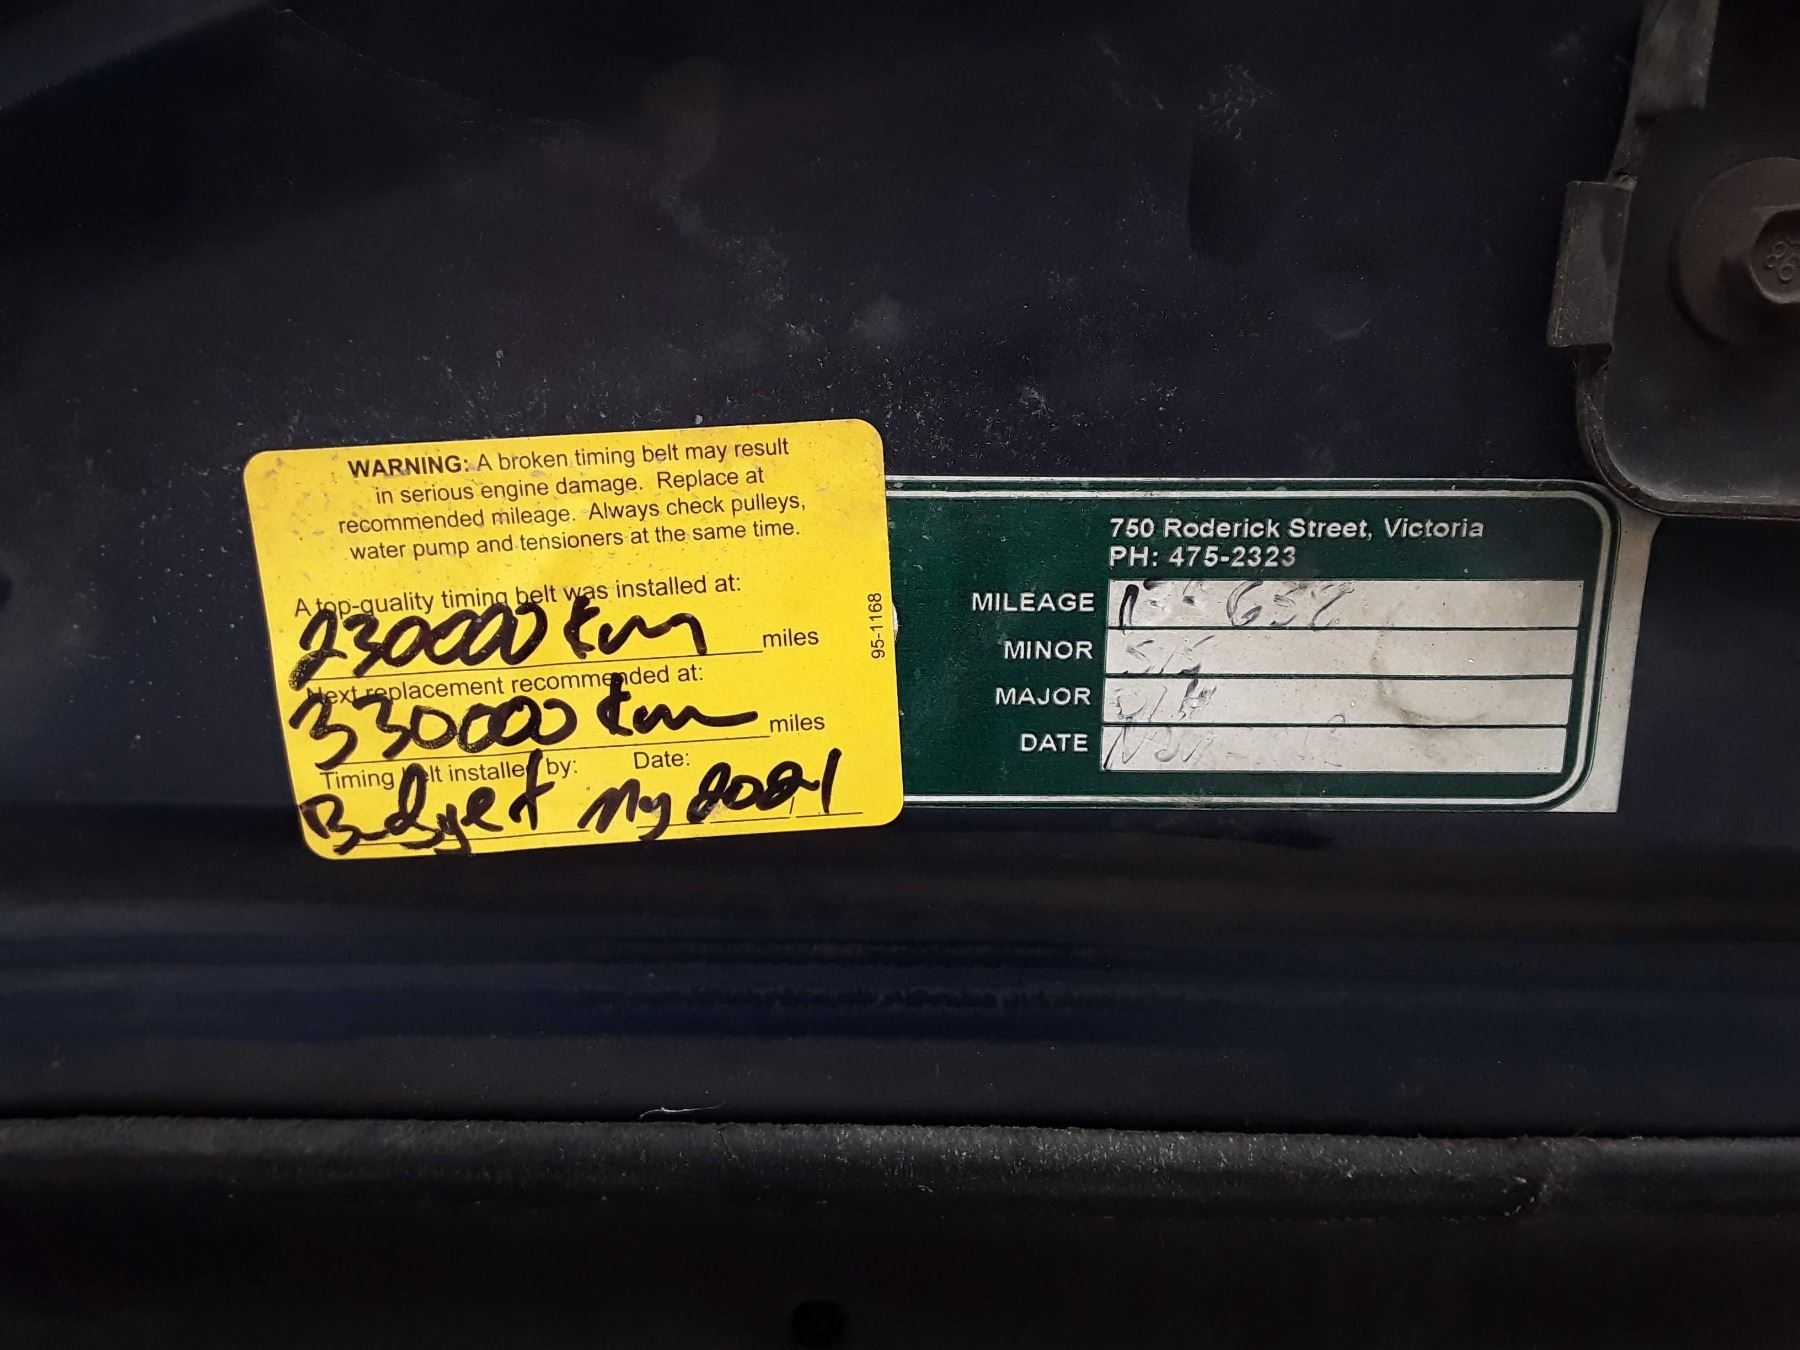 WARNING: A broken timing belt may result
in serious engine damage. Replace at
recommended mileage. Always check pulleys,
water pump and tensioners at the same time.
A top-quality timing belt was installed at:
230000 km miles
Next replacement recommended at:
330000 km miles
Timing belt installed by: Date:
Budget My 2021
95-1168
750 Roderick Street, Victoria
PH: 475-2323
MILEAGE
MINOR
MAJOR
DATE